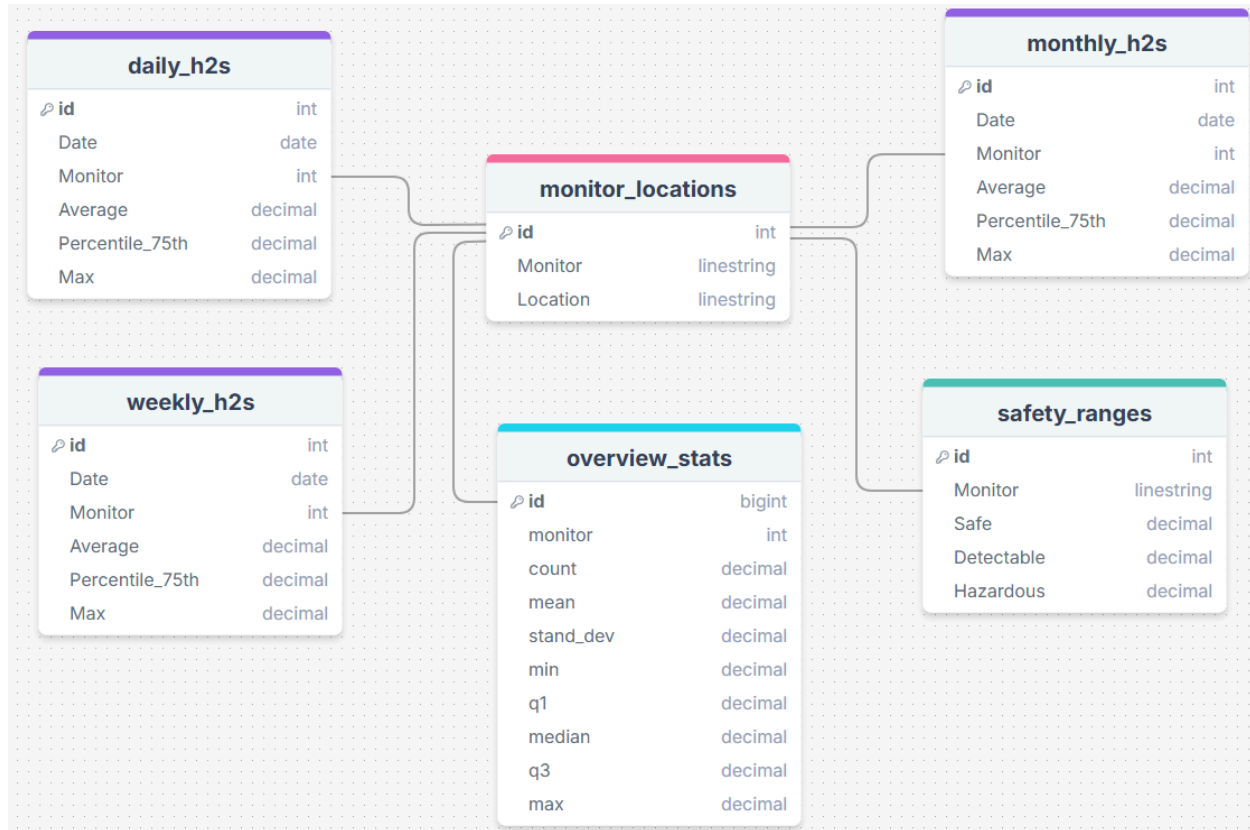 daily_h2s
id int
Date date
Monitor int
Average decimal
Percentile_75th decimal
Max decimal
monitor_locations
id int
Monitor linestring
Location linestring
monthly_h2s
id int
Date date
Monitor int
Average decimal
Percentile_75th decimal
Max decimal
weekly_h2s
id int
Date date
Monitor int
Average decimal
Percentile_75th decimal
Max decimal
overview_stats
id bigint
monitor int
count decimal
mean decimal
stand_dev decimal
min decimal
q1 decimal
median decimal
q3 decimal
max decimal
safety_ranges
id int
Monitor linestring
Safe decimal
Detectable decimal
Hazardous decimal